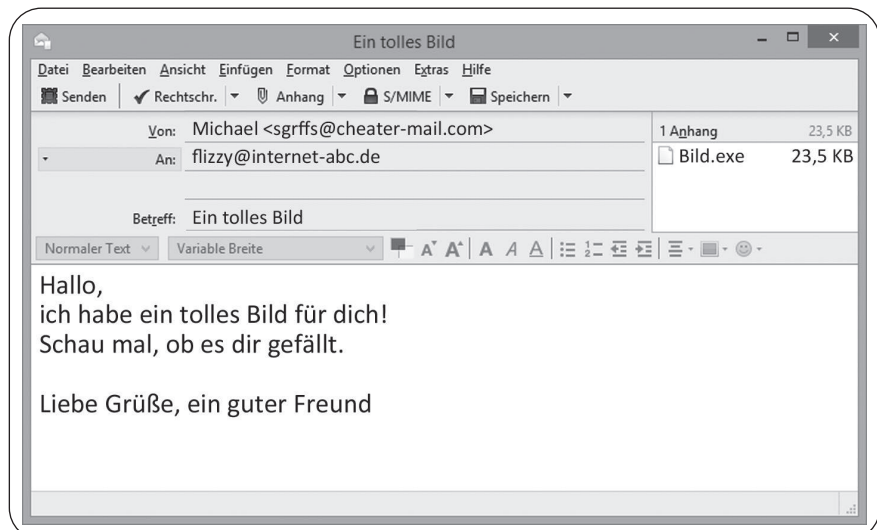 Ein tolles Bild
Datei Bearbeiten Ansicht Einfügen Format Optionen Extras Hilfe
Senden Rechtschr. Anhang S/MIME Speichern
Von: Michael <sgrffs@cheater-mail.com>
1 Anhang 23,5 KB
An: flizzy@internet-abc.de
Bild.exe 23,5 KB
Betreff: Ein tolles Bild
Normaler Text Variable Breite
Hallo,
ich habe ein tolles Bild für dich!
Schau mal, ob es dir gefällt.
Liebe Grüße, ein guter Freund